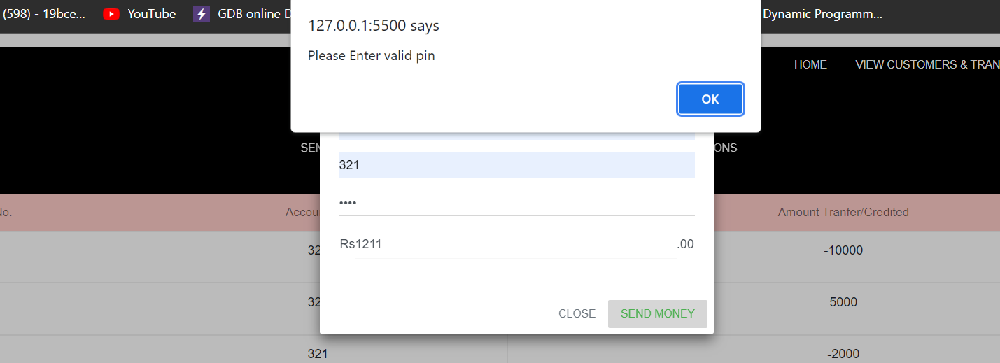 (598) - 19bce... YouTube GDB online D Dynamic Programm...
127.0.0.1:5500 says
Please Enter valid pin
HOME VIEW CUSTOMERS & TRAN
OK
SEN ONS
321
••••
No. Accou Amount Tranfer/Credited
Rs1211 .00
32 -10000
32 5000
CLOSE SEND MONEY
321 -2000